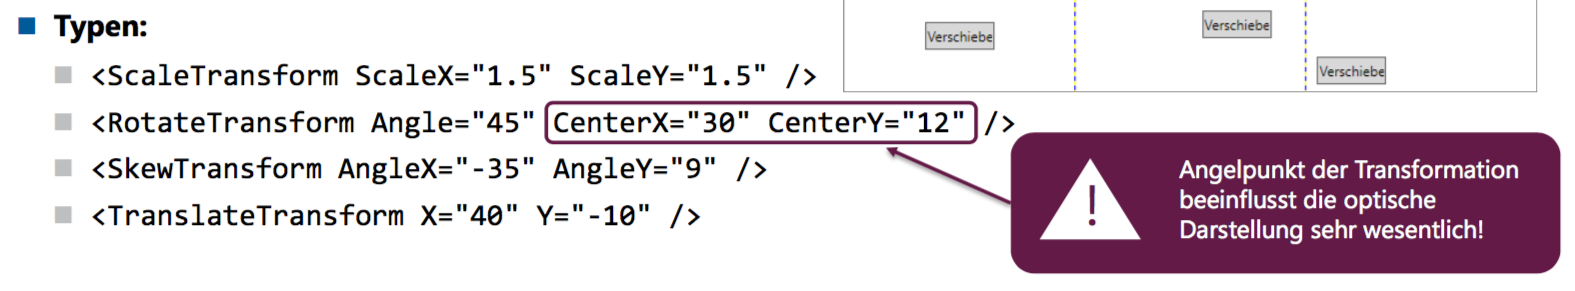 Typen:
<ScaleTransform ScaleX="1.5" ScaleY="1.5" />
<RotateTransform Angle="45" CenterX="30" CenterY="12" />
<SkewTransform AngleX="-35" AngleY="9" />
<TranslateTransform X="40" Y="-10" />
Verschiebe
Verschiebe
Verschiebe
!
Angelpunkt der Transformation
beeinflusst die optische
Darstellung sehr wesentlich!